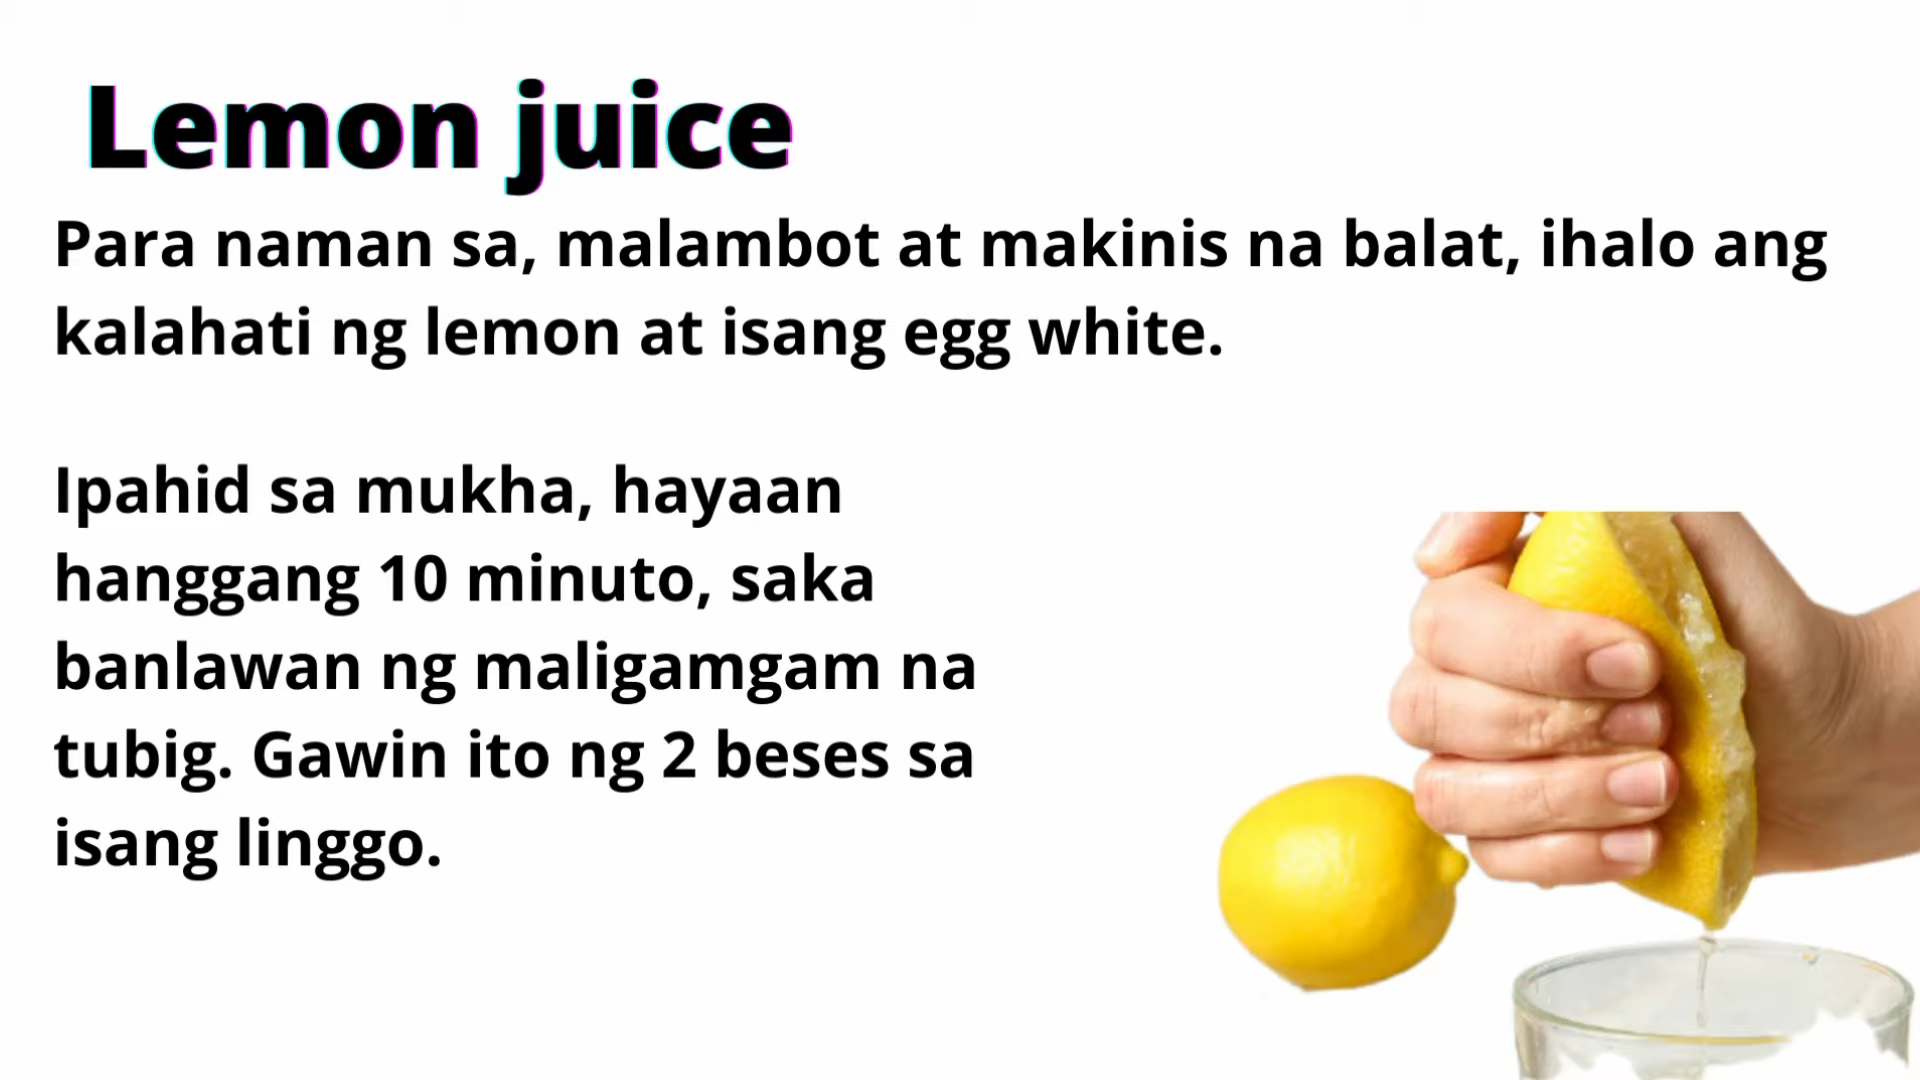 Lemon juice
Para naman sa, malambot at makinis na balat, ihalo ang
kalahati ng lemon at isang egg white.
Ipahid sa mukha, hayaan
hanggang 10 minuto, saka
banlawan ng maligamgam na
tubig. Gawin ito ng 2 beses sa
isang linggo.